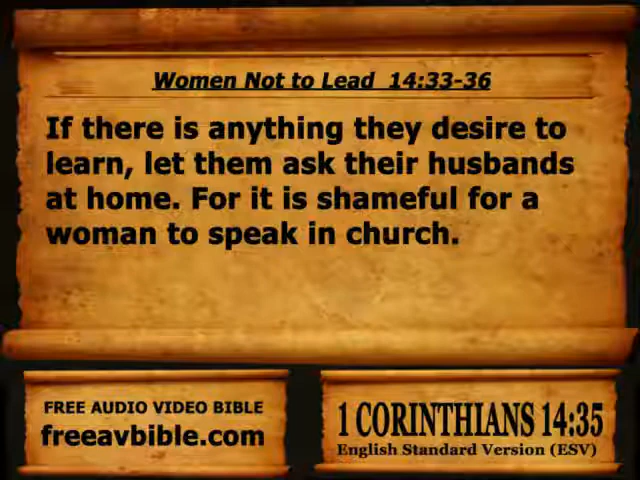 Women Not to Lead 14:33-36
If there is anything they desire to
learn, let them ask their husbands
at home. For it is shameful for a
woman to speak in church.
FREE AUDIO VIDEO BIBLE
freeavbible.com
1 CORINTHIANS 14:35
English Standard Version (ESV)